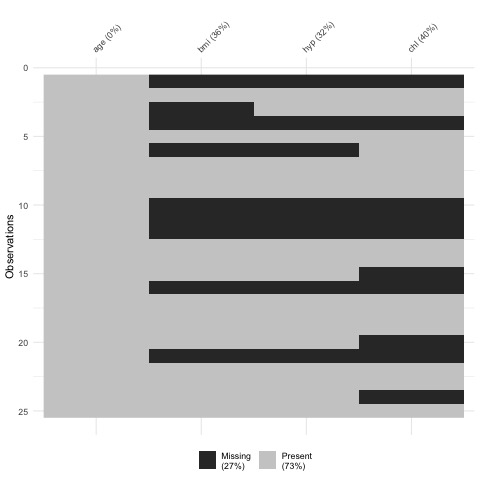 age (0%)
bmi (36%)
hyp (32%)
chl (40%)
0
5
10
15
20
25
Observations
Missing
(27%)
Present
(73%)